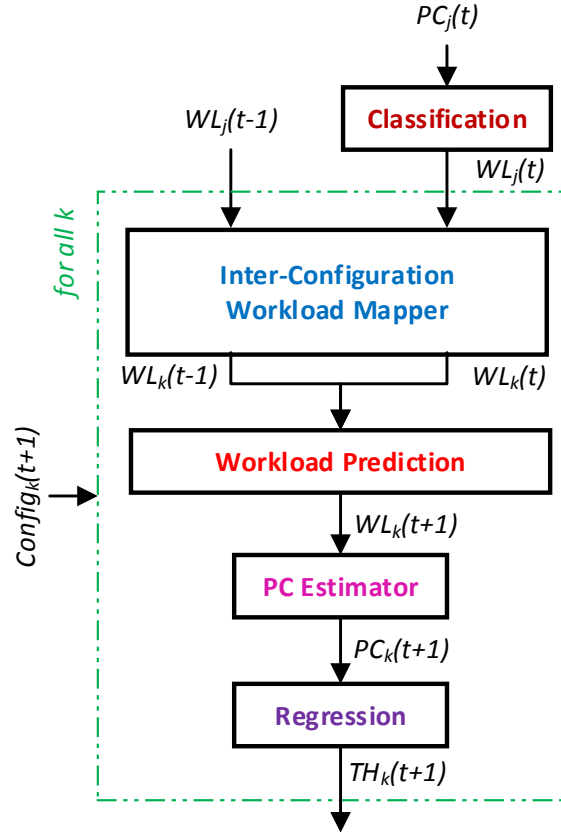 PCj(t)
Classification
WLj(t-1)
WLj(t)
for all k
Inter-Configuration
Workload Mapper
WLk(t-1)
WLk(t)
Workload Prediction
Configk(t+1)
WLk(t+1)
PC Estimator
PCk(t+1)
Regression
THk(t+1)